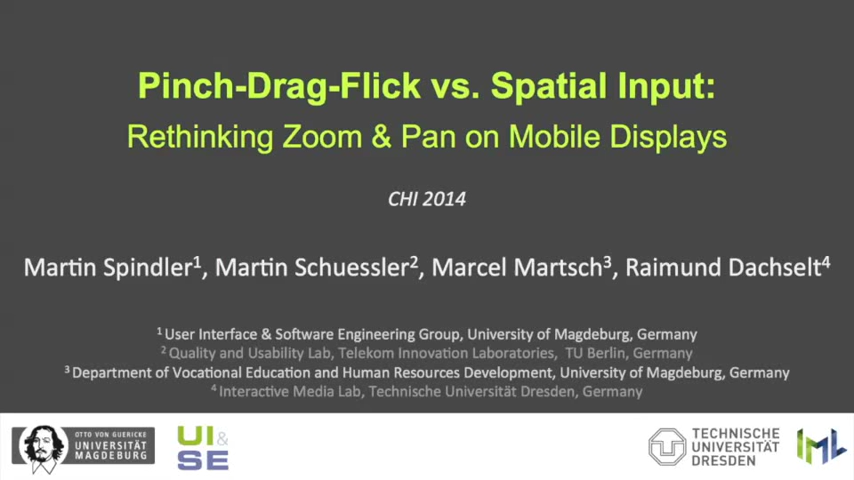 Pinch-Drag-Flick vs. Spatial Input:
Rethinking Zoom & Pan on Mobile Displays
CHI 2014
Martin Spindler¹, Martin Schuessler², Marcel Martsch³, Raimund Dachselt⁴
¹ User Interface & Software Engineering Group, University of Magdeburg, Germany
² Quality and Usability Lab, Telekom Innovation Laboratories, TU Berlin, Germany
³ Department of Vocational Education and Human Resources Development, University of Magdeburg, Germany
⁴ Interactive Media Lab, Technische Universität Dresden, Germany
OTTO VON GUERICKE
UNIVERSITÄT
MAGDEBURG
UI&
SE
TECHNISCHE
UNIVERSITÄT
DRESDEN
IML